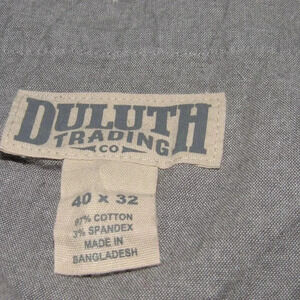 DULUTH
TRADING
CO
40 x 32
97% COTTON
3% SPANDEX
MADE IN
BANGLADESH